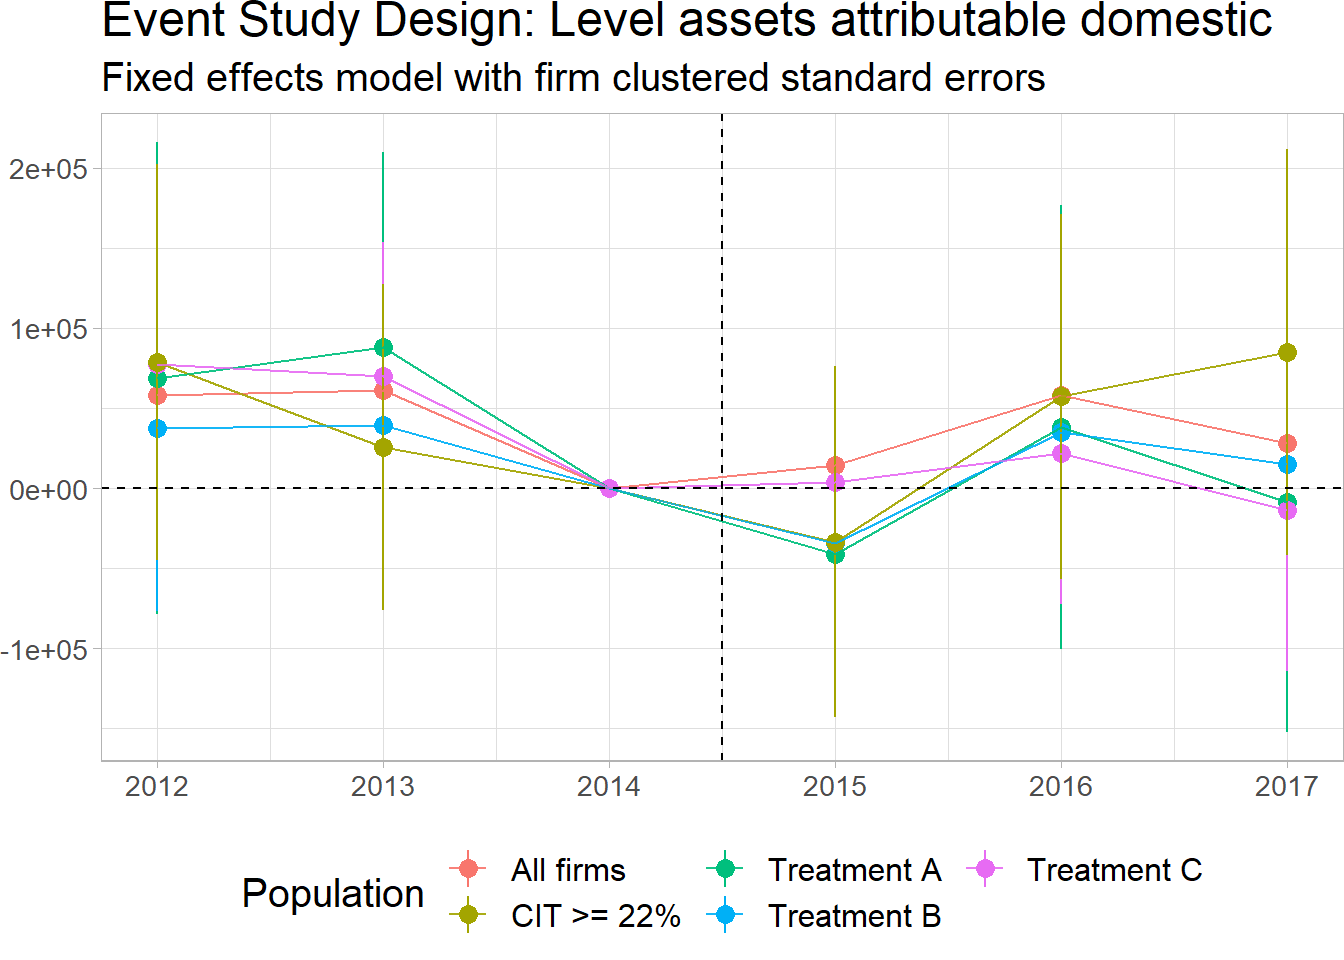 Event Study Design: Level assets attributable domestic
Fixed effects model with firm clustered standard errors
2e+05
1e+05
0e+00
-1e+05
2012 2013 2014 2015 2016 2017
Population
All firms
CIT >= 22%
Treatment A
Treatment B
Treatment C